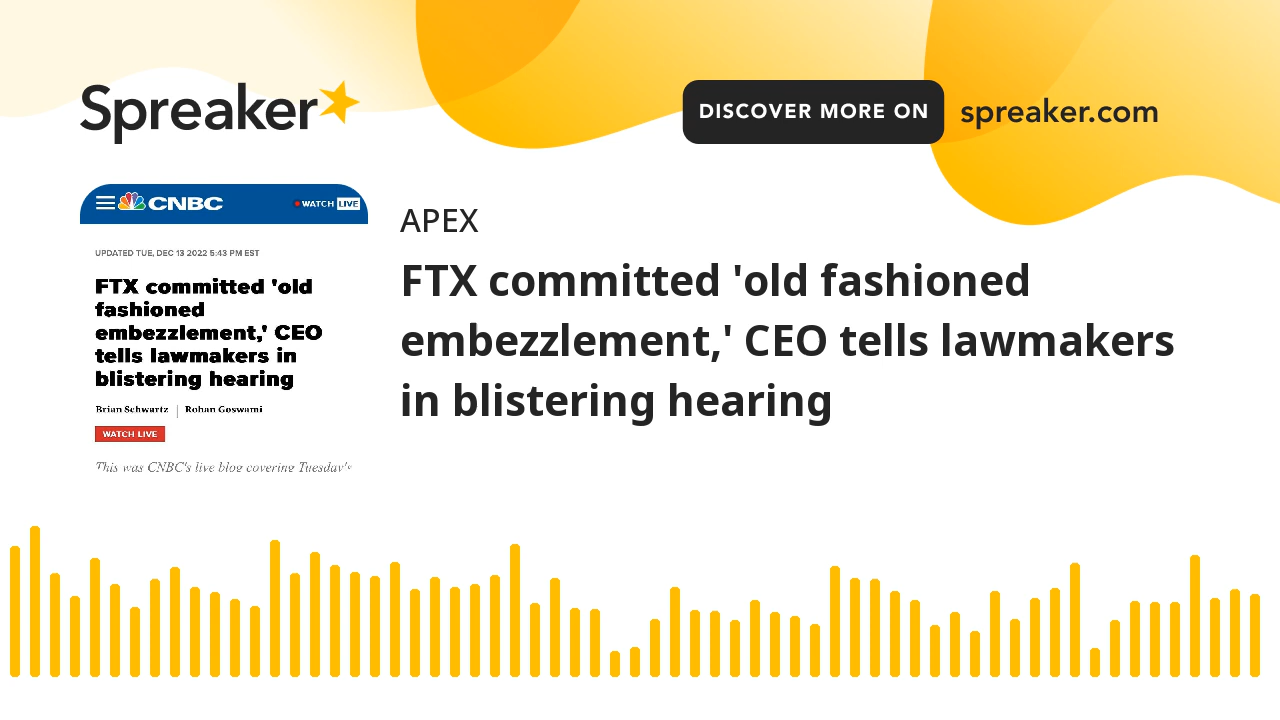 Spreaker
DISCOVER MORE ON spreaker.com
CNBC
WATCH LIVE
UPDATED TUE, DEC 13 2022 5:43 PM EST
FTX committed 'old
fashioned
embezzlement,' CEO
tells lawmakers in
blistering hearing
Brian Schwartz | Rohan Goswami
WATCH LIVE
This was CNBC's live blog covering Tuesday's
APEX
FTX committed 'old fashioned
embezzlement,' CEO tells lawmakers
in blistering hearing